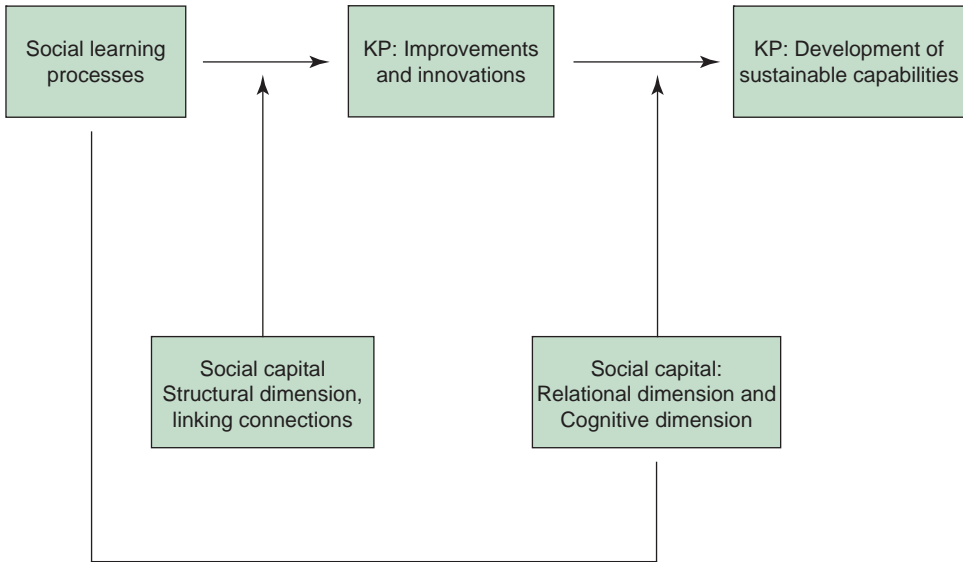 Social learning
processes
KP: Improvements
and innovations
KP: Development of
sustainable capabilities
Social capital
Structural dimension,
linking connections
Social capital:
Relational dimension and
Cognitive dimension